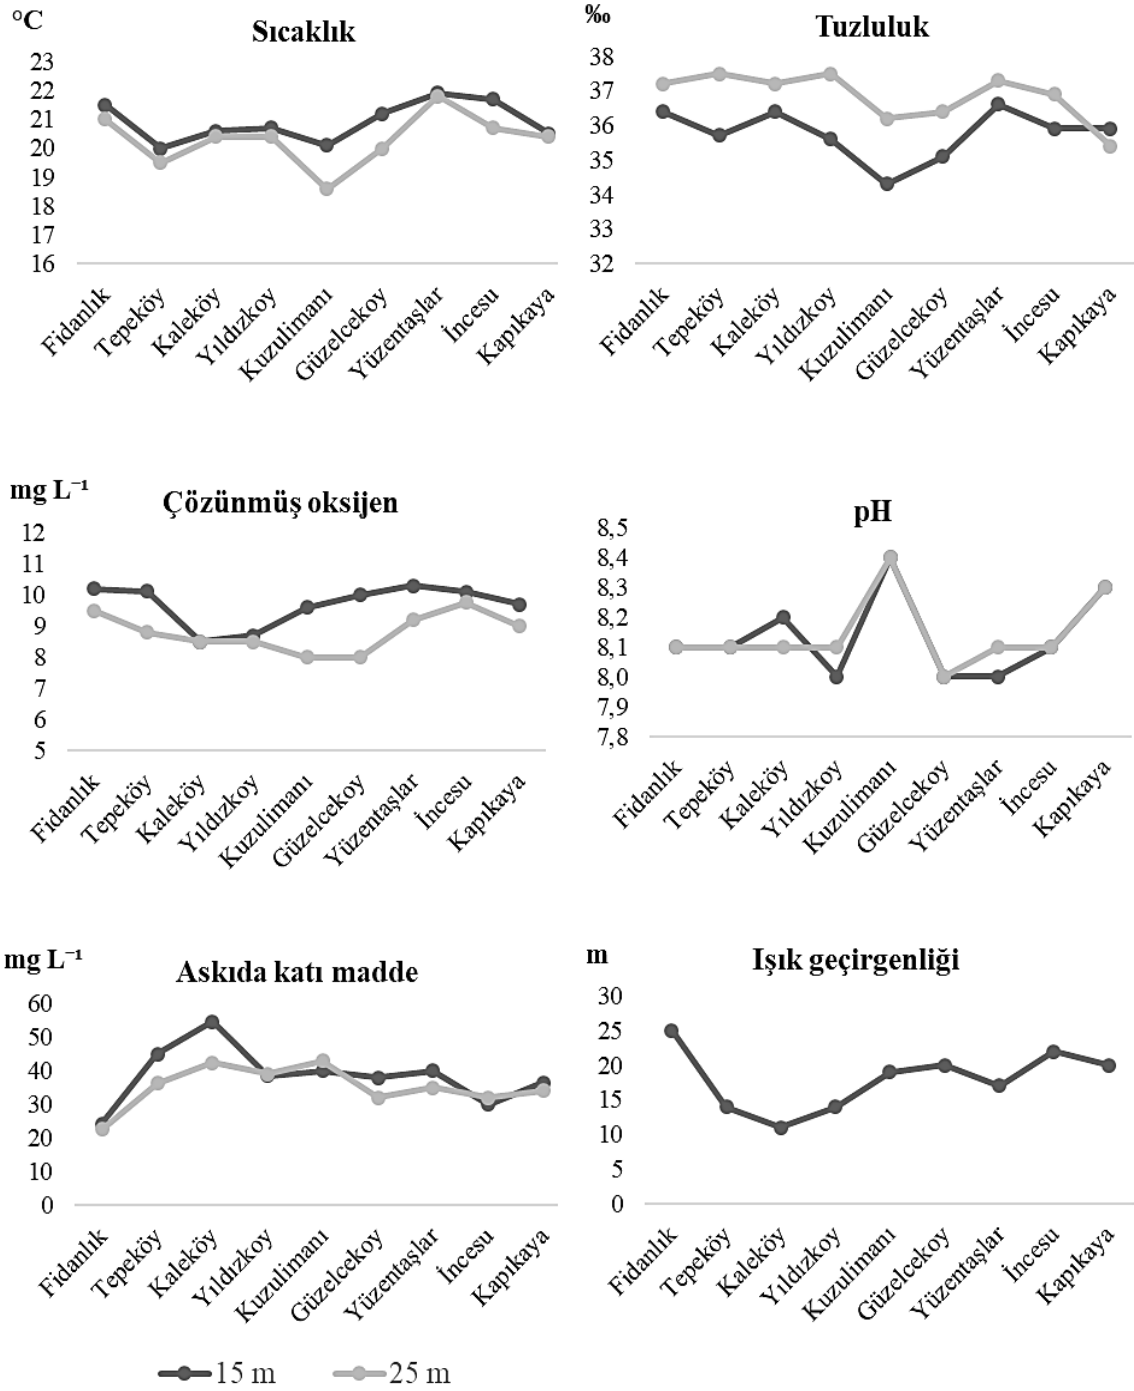 °C
Sıcaklık
23
22
21
20
19
18
17
16
Fidanlık
Tepeköy
Kaleköy
Yıldızkoy
Kuzulimanı
Güzelcekoy
Yüzentaşlar
İncesu
Kapıkaya
‰
Tuzluluk
38
37
36
35
34
33
32
Fidanlık
Tepeköy
Kaleköy
Yıldızkoy
Kuzulimanı
Güzelcekoy
Yüzentaşlar
İncesu
Kapıkaya
mg L⁻¹
Çözünmüş oksijen
12
11
10
9
8
7
6
5
Fidanlık
Tepeköy
Kaleköy
Yıldızkoy
Kuzulimanı
Güzelcekoy
Yüzentaşlar
İncesu
Kapıkaya
pH
8,5
8,4
8,3
8,2
8,1
8,0
7,9
7,8
Fidanlık
Tepeköy
Kaleköy
Yıldızkoy
Kuzulimanı
Güzelcekoy
Yüzentaşlar
İncesu
Kapıkaya
mg L⁻¹
Askıda katı madde
60
50
40
30
20
10
0
Fidanlık
Tepeköy
Kaleköy
Yıldızkoy
Kuzulimanı
Güzelcekoy
Yüzentaşlar
İncesu
Kapıkaya
m
Işık geçirgenliği
30
25
20
15
10
5
0
Fidanlık
Tepeköy
Kaleköy
Yıldızkoy
Kuzulimanı
Güzelcekoy
Yüzentaşlar
İncesu
Kapıkaya
15 m
25 m